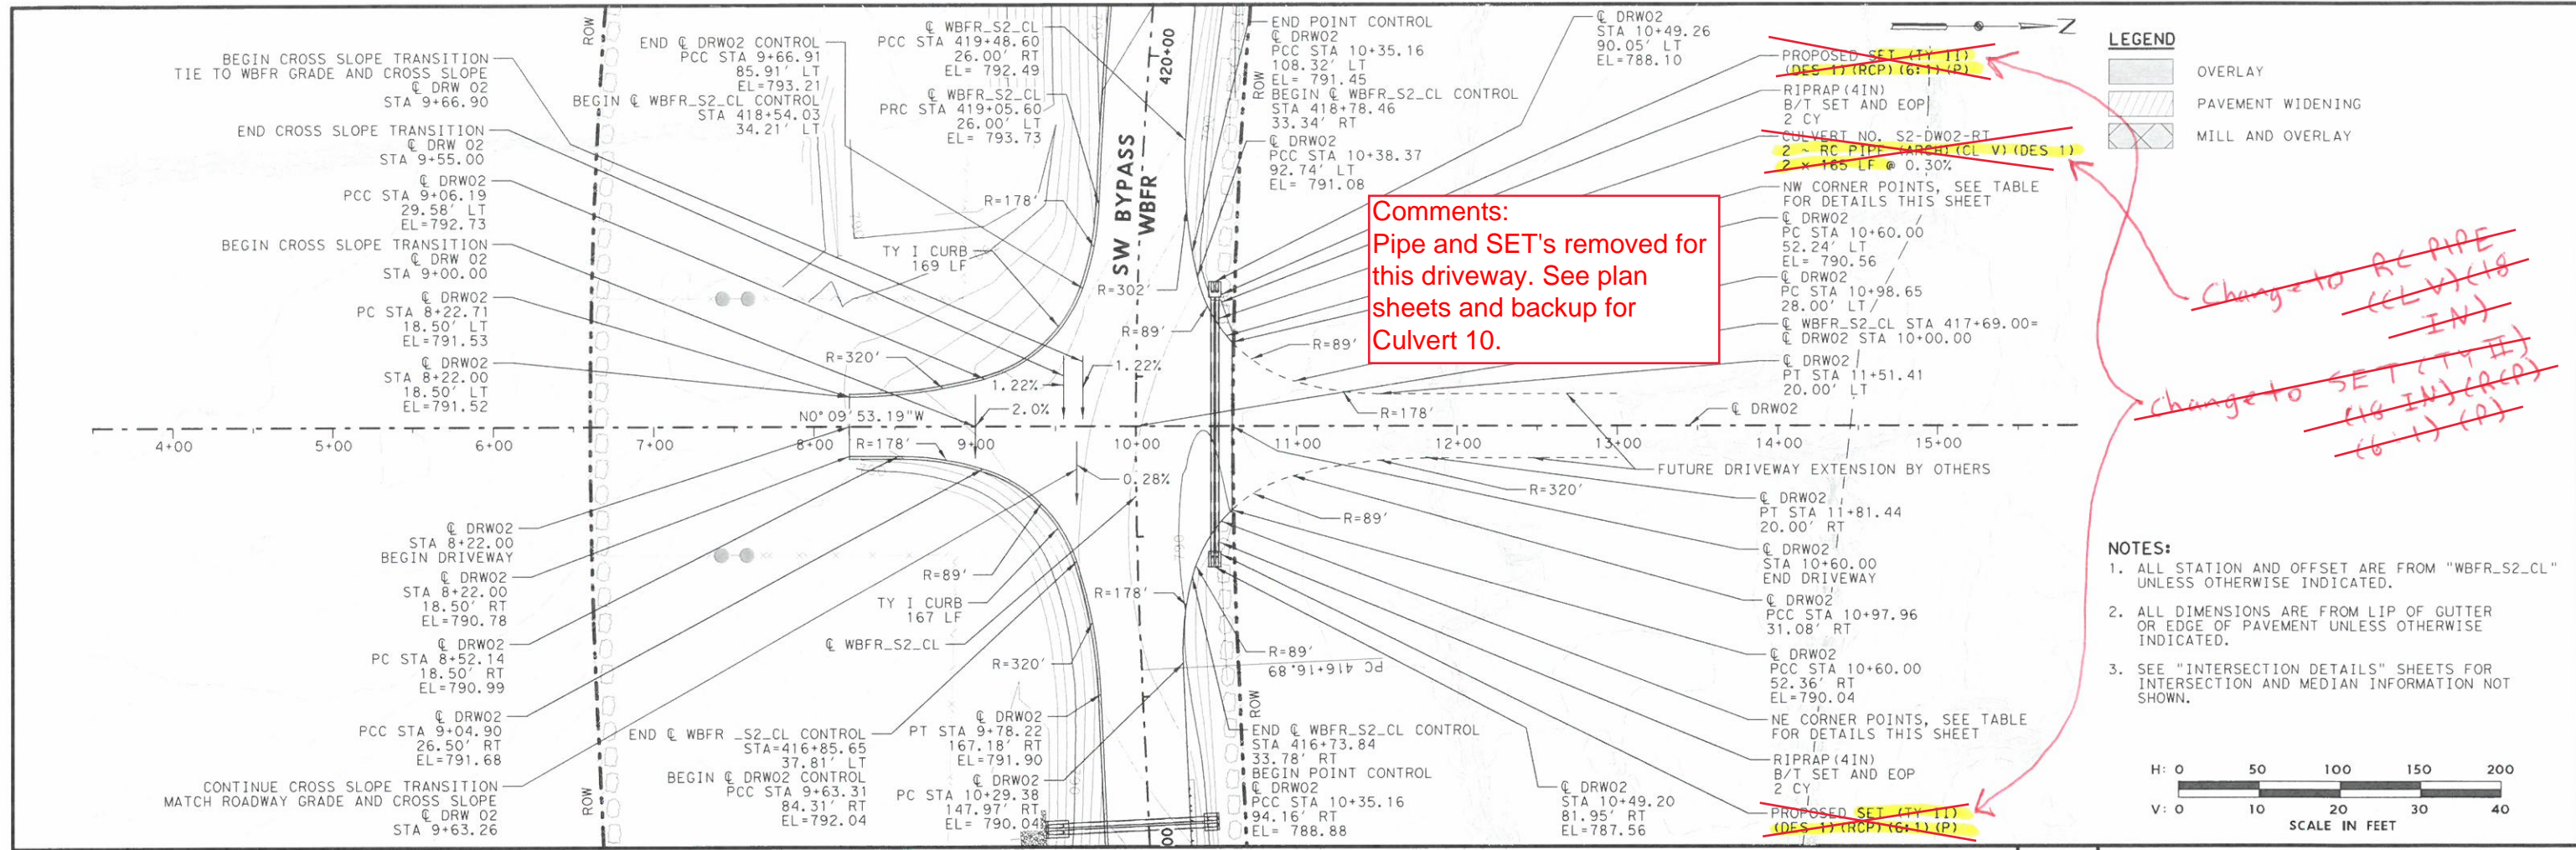 BEGIN CROSS SLOPE TRANSITION
TIE TO WBFR GRADE AND CROSS SLOPE
℄ DRW 02
STA 9+66.90
END CROSS SLOPE TRANSITION
℄ DRW 02
STA 9+55.00
℄ DRW02
PCC STA 9+06.19
29.58' LT
EL=792.73
BEGIN CROSS SLOPE TRANSITION
℄ DRW 02
STA 9+00.00
℄ DRW02
PC STA 8+22.71
18.50' LT
EL=791.53
℄ DRW02
STA 8+22.00
18.50' LT
EL=791.52
℄ DRW02
STA 8+22.00
BEGIN DRIVEWAY
℄ DRW02
STA 8+22.00
18.50' RT
EL=790.78
℄ DRW02
PC STA 8+52.14
18.50' RT
EL=790.99
℄ DRW02
PCC STA 9+04.90
26.50' RT
EL=791.68
CONTINUE CROSS SLOPE TRANSITION
MATCH ROADWAY GRADE AND CROSS SLOPE
℄ DRW 02
STA 9+63.26
ROW
ROW
END ℄ DRW02 CONTROL
PCC STA 9+66.91
85.91' LT
EL=793.21
BEGIN ℄ WBFR_S2_CL CONTROL
STA 418+54.03
34.21' LT
℄ WBFR_S2_CL
PCC STA 419+48.60
26.00' RT
EL= 792.49
℄ WBFR_S2_CL
PRC STA 419+05.60
26.00' LT
EL= 793.73
R=178'
TY I CURB
169 LF
R=302'
R=89'
R=320'
1.22%
1.22%
2.0%
N0°09'53.19"W
R=178'
0.28%
SW BYPASS
WBFR
420+00
4+00 5+00 6+00 7+00 8+00 9+00 10+00 11+00 12+00 13+00 14+00 15+00
R=89'
TY I CURB
167 LF
R=178'
℄ WBFR_S2_CL
R=320'
R=89'
PC 416+16.89
790
END ℄ WBFR _S2_CL CONTROL
STA=416+85.65
37.81' LT
BEGIN ℄ DRW02 CONTROL
PCC STA 9+63.31
84.31' RT
EL=792.04
℄ DRW02
PT STA 9+78.22
167.18' RT
EL=791.90
℄ DRW02
PC STA 10+29.38
147.97' RT
EL= 790.04
00
ROW
ROW
END POINT CONTROL
℄ DRW02
PCC STA 10+35.16
108.32' LT
EL= 791.45
BEGIN ℄ WBFR_S2_CL CONTROL
STA 418+78.46
33.34' RT
℄ DRW02
PCC STA 10+38.37
92.74' LT
EL= 791.08
℄ DRW02
STA 10+49.26
90.05' LT
EL=788.10
Comments:
Pipe and SET's removed for
this driveway. See plan
sheets and backup for
Culvert 10.
R=89'
R=178'
℄ DRW02
FUTURE DRIVEWAY EXTENSION BY OTHERS
R=320'
R=89'
END ℄ WBFR_S2_CL CONTROL
STA 416+73.84
33.78' RT
BEGIN POINT CONTROL
℄ DRW02
PCC STA 10+35.16
94.16' RT
EL= 788.88
℄ DRW02
STA 10+49.20
81.95' RT
EL=787.56
PROPOSED SET (TY II)
(DES 1)(RCP)(6:1)(P)
RIPRAP(4IN)
B/T SET AND EOP
2 CY
CULVERT NO. S2-DW02-RT
2 ~ RC PIPE (ARCH)(CL V)(DES 1)
2 x 165 LF @ 0.30%
NW CORNER POINTS, SEE TABLE
FOR DETAILS THIS SHEET
℄ DRW02
PC STA 10+60.00
52.24' LT
EL= 790.56
℄ DRW02
PC STA 10+98.65
28.00' LT
℄ WBFR_S2_CL STA 417+69.00=
℄ DRW02 STA 10+00.00
℄ DRW02
PT STA 11+51.41
20.00' LT
℄ DRW02
PT STA 11+81.44
20.00' RT
℄ DRW02
STA 10+60.00
END DRIVEWAY
℄ DRW02
PCC STA 10+97.96
31.08' RT
℄ DRW02
PCC STA 10+60.00
52.36' RT
EL=790.04
NE CORNER POINTS, SEE TABLE
FOR DETAILS THIS SHEET
RIPRAP(4IN)
B/T SET AND EOP
2 CY
PROPOSED SET (TY II)
(DES 1)(RCP)(6:1)(P)
Z
LEGEND
OVERLAY
PAVEMENT WIDENING
MILL AND OVERLAY
Change to RC PIPE
(CL V)(18
IN)
Change to SET (TY II)
(18 IN)(RCP)
(6:1)(P)
NOTES:
1. ALL STATION AND OFFSET ARE FROM "WBFR_S2_CL"
UNLESS OTHERWISE INDICATED.
2. ALL DIMENSIONS ARE FROM LIP OF GUTTER
OR EDGE OF PAVEMENT UNLESS OTHERWISE
INDICATED.
3. SEE "INTERSECTION DETAILS" SHEETS FOR
INTERSECTION AND MEDIAN INFORMATION NOT
SHOWN.
H: 0 50 100 150 200
V: 0 10 20 30 40
SCALE IN FEET